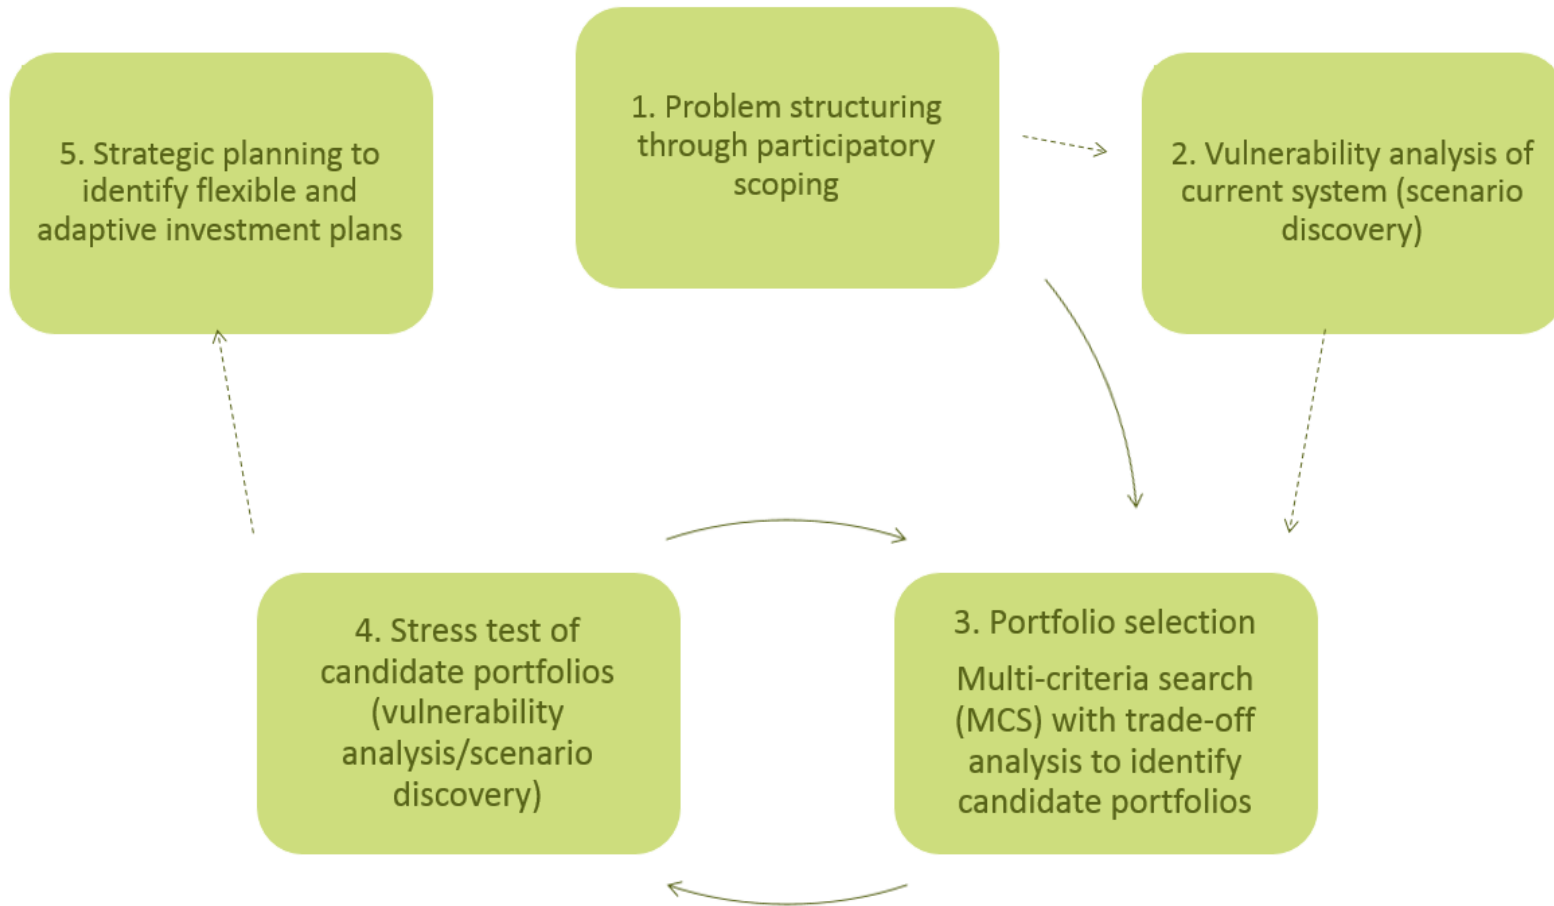 1. Problem structuring
through participatory
scoping
2. Vulnerability analysis of
current system (scenario
discovery)
3. Portfolio selection
Multi-criteria search
(MCS) with trade-off
analysis to identify
candidate portfolios
4. Stress test of
candidate portfolios
(vulnerability
analysis/scenario
discovery)
5. Strategic planning to
identify flexible and
adaptive investment plans